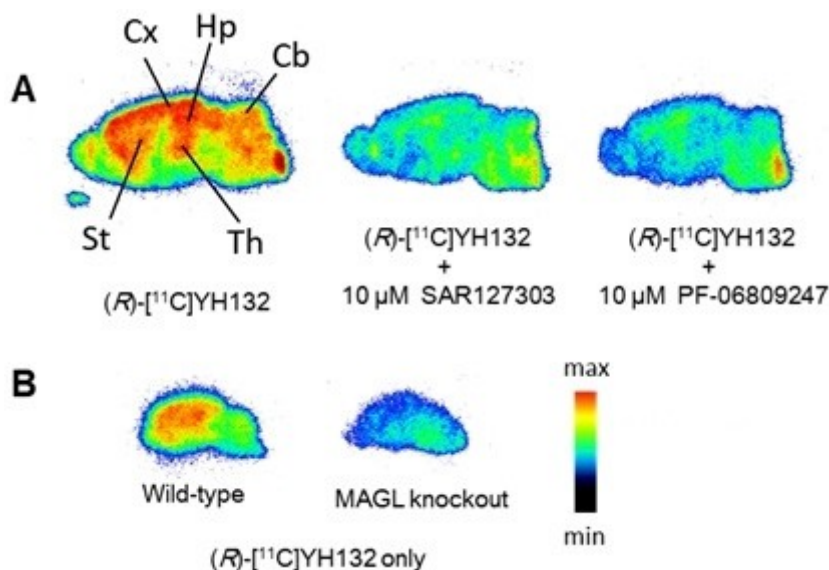 A
Cx
Hp
Cb
St
Th
(R)-[¹¹C]YH132
(R)-[¹¹C]YH132
+
10 μM SAR127303
(R)-[¹¹C]YH132
+
10 μM PF-06809247
B
Wild-type
MAGL knockout
(R)-[¹¹C]YH132 only
max
min